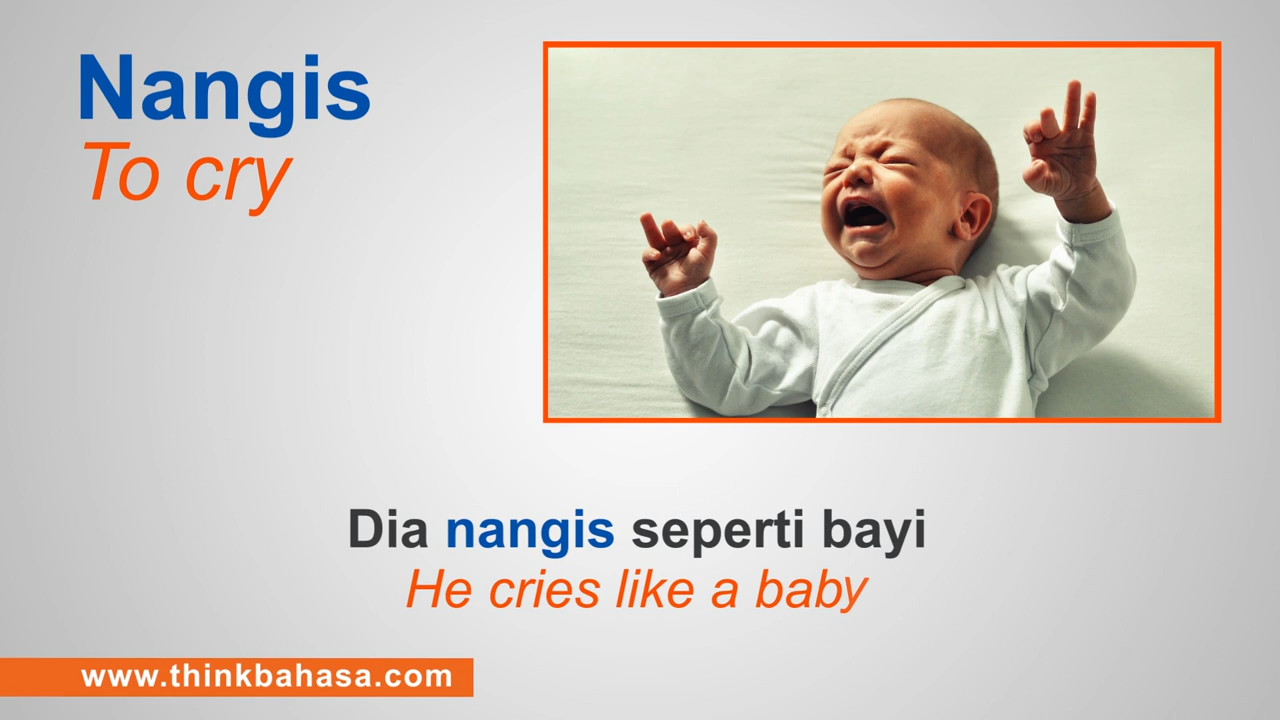 Nangis
To cry
Dia nangis seperti bayi
He cries like a baby
www.thinkbahasa.com